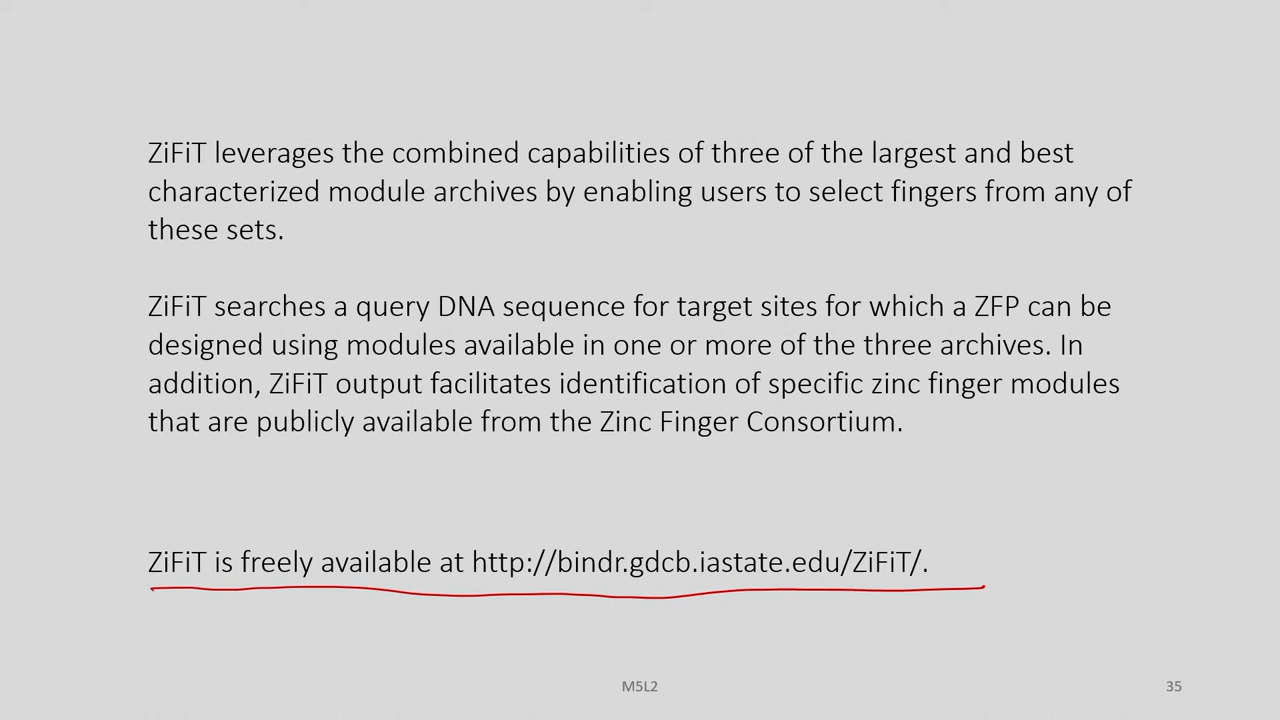 ZiFiT leverages the combined capabilities of three of the largest and best
characterized module archives by enabling users to select fingers from any of
these sets.
ZiFiT searches a query DNA sequence for target sites for which a ZFP can be
designed using modules available in one or more of the three archives. In
addition, ZiFiT output facilitates identification of specific zinc finger modules
that are publicly available from the Zinc Finger Consortium.
ZiFiT is freely available at http://bindr.gdcb.iastate.edu/ZiFiT/.
M5L2
35